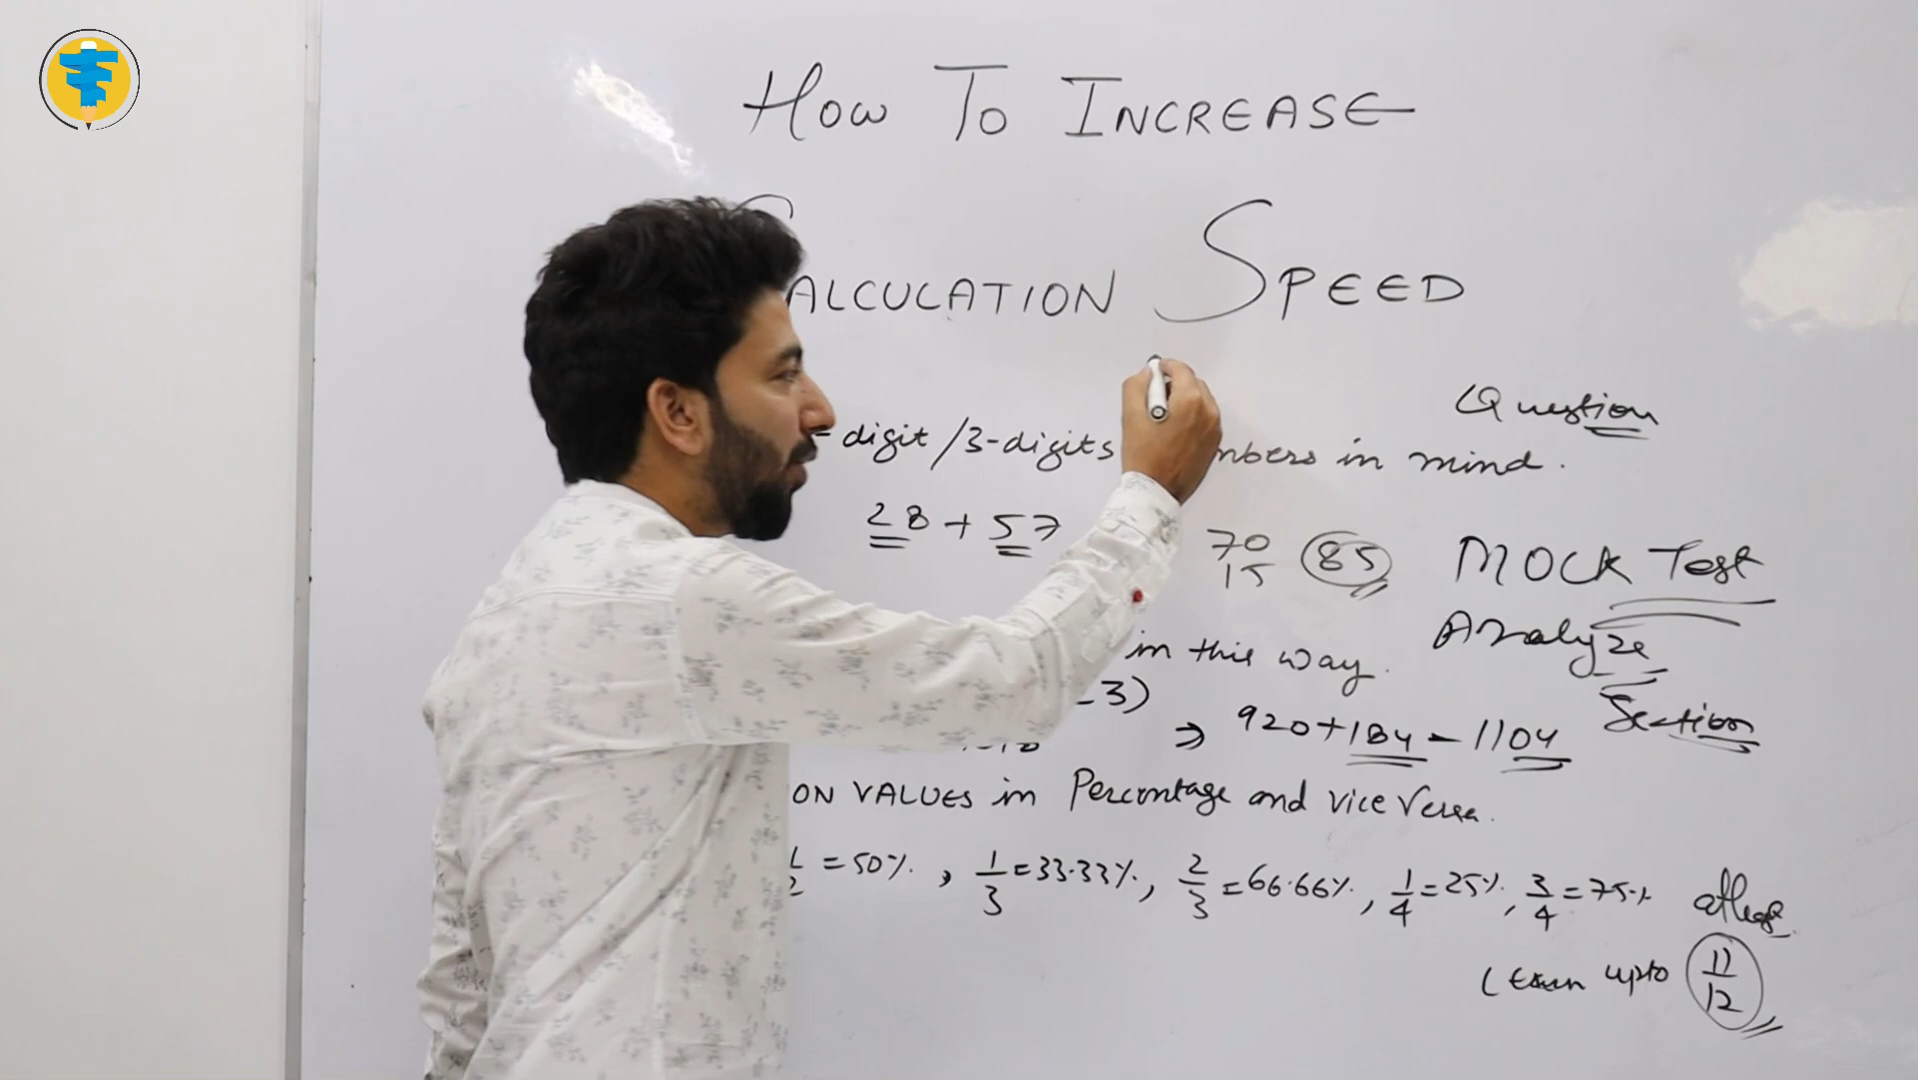 How To INCREASE
CALCULATION SPEED
Question
- digit / 3-digits in mind.
28 + 57
70
15
85
MOCK Test
Analyze
in this way.
3)
⇒ 920+184 = 1104
Section
ON VALUES in Percentage and vice versa.
1/2 = 50%, 1/3 = 33.33%, 2/3 = 66.66%, 1/4 = 25%, 3/4 = 75%
atleast
Learn upto 11/12